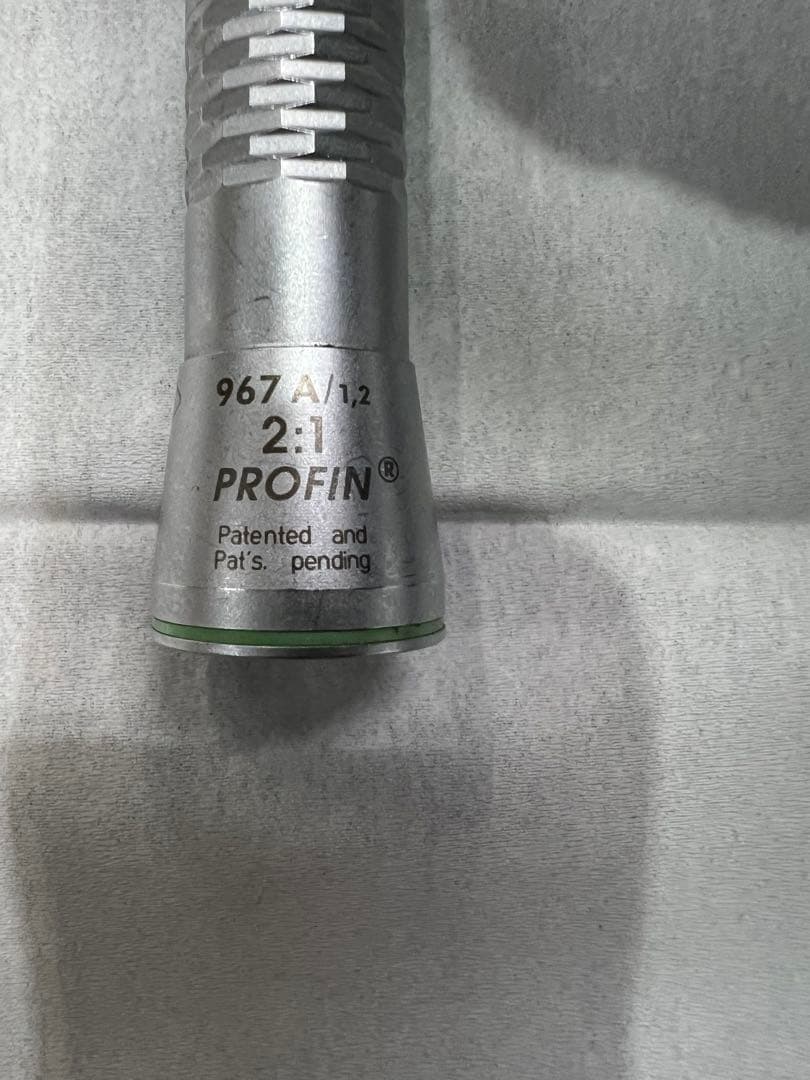 967 A/1,2
2:1
PROFIN®
Patented and
Pat's. pending